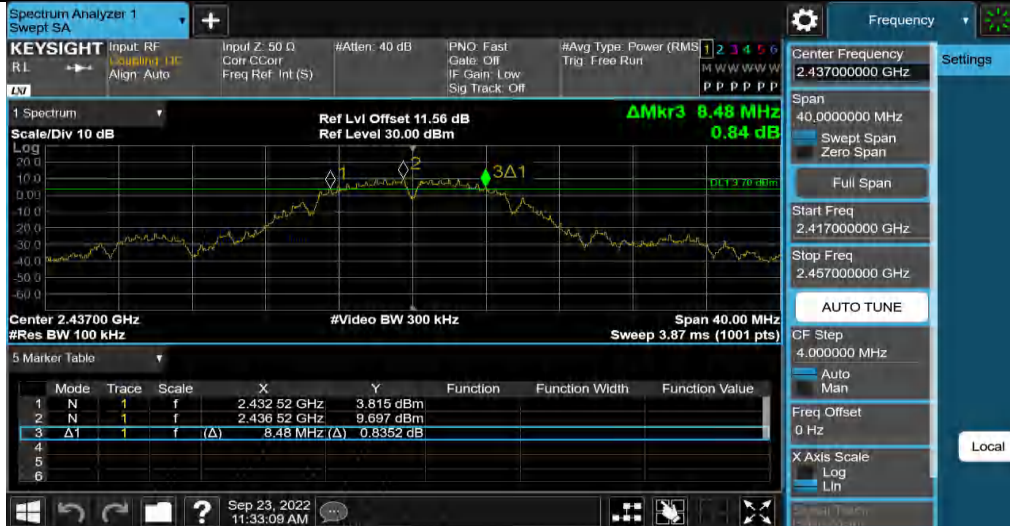 Spectrum Analyzer 1
Swept SA
+
Frequency
KEYSIGHT
RL
LXI
Input: RF
Coupling: DC
Align: Auto
Input Z: 50 Ω
Corr CCorr
Freq Ref: Int (S)
#Atten: 40 dB
PNO: Fast
Gate: Off
IF Gain: Low
Sig Track: Off
#Avg Type: Power (RMS
Trig: Free Run
1 2 3 4 5 6
M W W W W W
P P P P P P
1 Spectrum
Scale/Div 10 dB
Ref Lvl Offset 11.56 dB
Ref Level 30.00 dBm
ΔMkr3 8.48 MHz
0.84 dB
Log
20.0
10.0
0.00
-10.0
-20.0
-30.0
-40.0
-50.0
-60.0
1
2
3Δ1
DL1 3.70 dBm
Center 2.43700 GHz
#Res BW 100 kHz
#Video BW 300 kHz
Span 40.00 MHz
Sweep 3.87 ms (1001 pts)
5 Marker Table
Mode Trace Scale X Y Function Function Width Function Value
1 N 1 f 2.432 52 GHz 3.815 dBm
2 N 1 f 2.436 52 GHz 9.697 dBm
3 Δ1 1 f (Δ) 8.48 MHz (Δ) 0.8352 dB
4
5
6
?
Sep 23, 2022
11:33:09 AM
Center Frequency
2.437000000 GHz
Span
40.0000000 MHz
Swept Span
Zero Span
Full Span
Start Freq
2.417000000 GHz
Stop Freq
2.457000000 GHz
AUTO TUNE
CF Step
4.000000 MHz
Auto
Man
Freq Offset
0 Hz
X Axis Scale
Log
Lin
Settings
Local